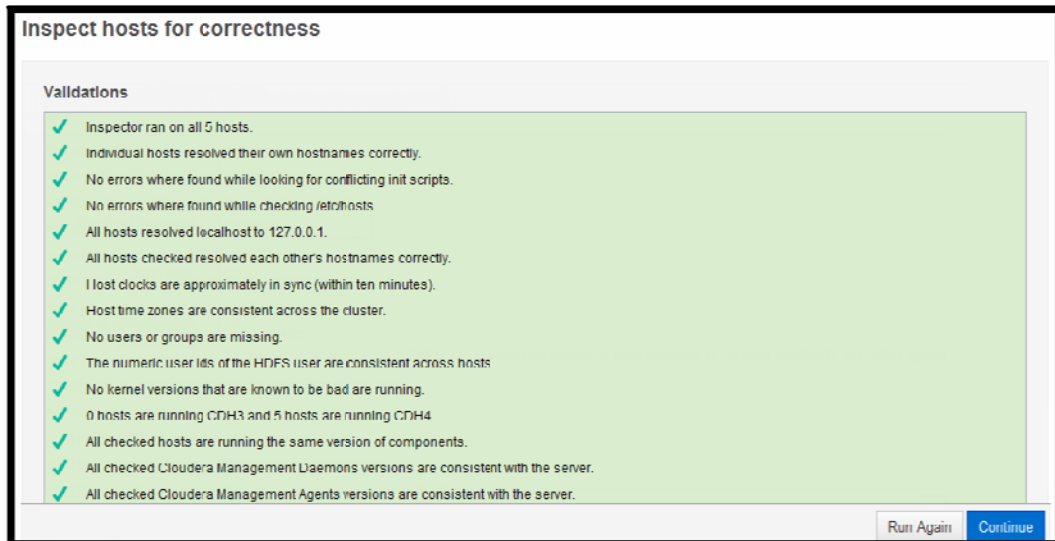 Inspect hosts for correctness
Validations
Inspector ran on all 5 hosts.
Individual hosts resolved their own hostnames correctly.
No errors where found while looking for conflicting init scripts.
No errors where found while checking /etc/hosts
All hosts resolved localhost to 127.0.0.1.
All hosts checked resolved each other's hostnames correctly.
Host clocks are approximately in sync (within ten minutes).
Host time zones are consistent across the cluster.
No users or groups are missing.
The numeric user ids of the HDFS user are consistent across hosts
No kernel versions that are known to be bad are running.
0 hosts are running CDH3 and 5 hosts are running CDH4
All checked hosts are running the same version of components.
All checked Cloudera Management Daemons versions are consistent with the server.
All checked Cloudera Management Agents versions are consistent with the server.
Run Again Continue